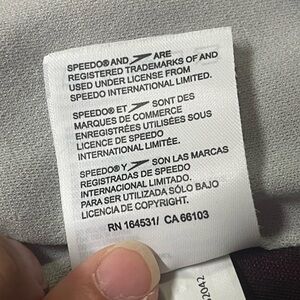 SPEEDO® AND ARE
REGISTERED TRADEMARKS OF AND
USED UNDER LICENSE FROM
SPEEDO INTERNATIONAL LIMITED.
SPEEDO® ET SONT DES
MARQUES DE COMMERCE
ENREGISTRÉES UTILISÉES SOUS
LICENCE DE SPEEDO
INTERNATIONAL LIMITÉE.
SPEEDO® Y SON LAS MARCAS
REGISTRADAS DE SPEEDO
INTERNACIONAL LIMITADO.
PARA SER UTILIZADA SÓLO BAJO
LICENCIA DE COPYRIGHT.
RN 164531/ CA 66103